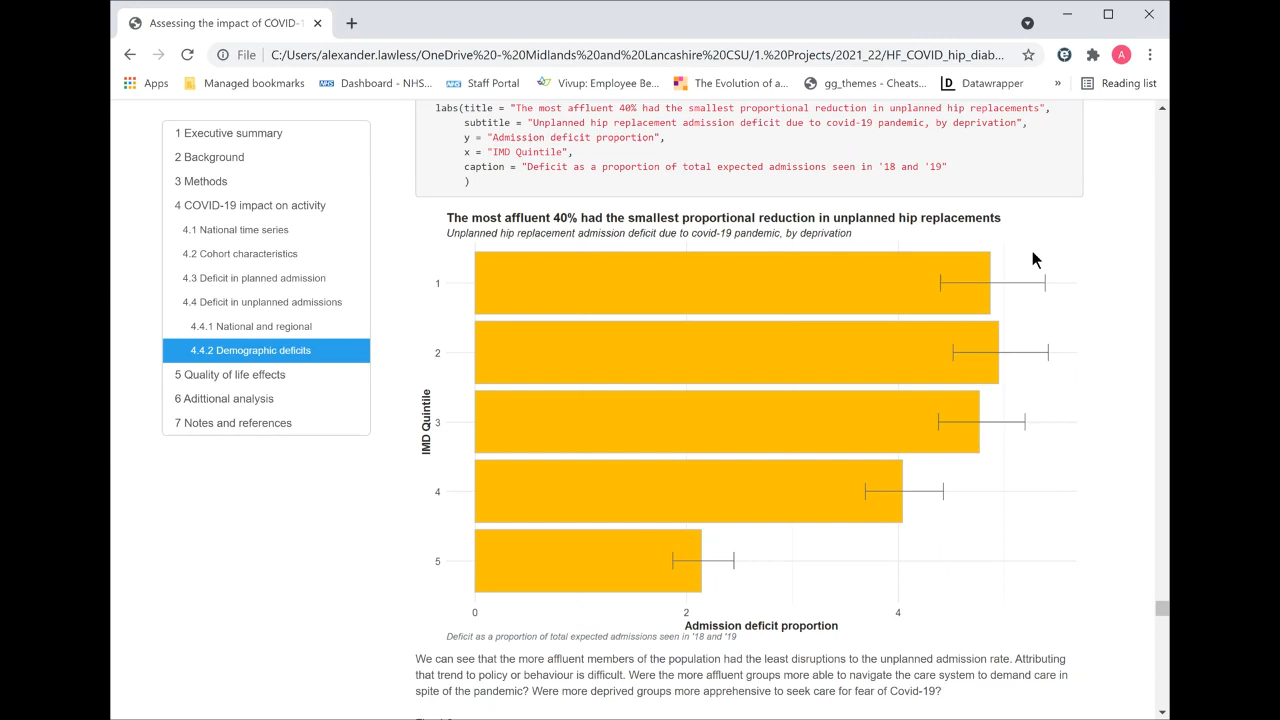 Assessing the impact of COVID-1
File
C:/Users/alexander.lawless/OneDrive%20-%20Midlands%20and%20Lancashire%20CSU/1.%20Projects/2021_22/HF_COVID_hip_diab...
A
Apps
Managed bookmarks
Dashboard - NHS...
Staff Portal
Vivup: Employee Be...
The Evolution of a...
gg_themes - Cheats...
D
Datawrapper
»
Reading list
1 Executive summary
2 Background
3 Methods
4 COVID-19 impact on activity
4.1 National time series
4.2 Cohort characteristics
4.3 Deficit in planned admission
4.4 Deficit in unplanned admissions
4.4.1 National and regional
4.4.2 Demographic deficits
5 Quality of life effects
6 Aditional analysis
7 Notes and references
labs(title = "The most affluent 40% had the smallest proportional reduction in unplanned hip replacements",
subtitle = "Unplanned hip replacement admission deficit due to covid-19 pandemic, by deprivation",
y = "Admission deficit proportion",
x = "IMD Quintile",
caption = "Deficit as a proportion of total expected admissions seen in '18 and '19"
)
The most affluent 40% had the smallest proportional reduction in unplanned hip replacements
Unplanned hip replacement admission deficit due to covid-19 pandemic, by deprivation
IMD Quintile
1
2
3
4
5
0
2
4
Admission deficit proportion
Deficit as a proportion of total expected admissions seen in '18 and '19
We can see that the more affluent members of the population had the least disruptions to the unplanned admission rate. Attributing
that trend to policy or behaviour is difficult. Were the more affluent groups more able to navigate the care system to demand care in
spite of the pandemic? Were more deprived groups more apprehensive to seek care for fear of Covid-19?